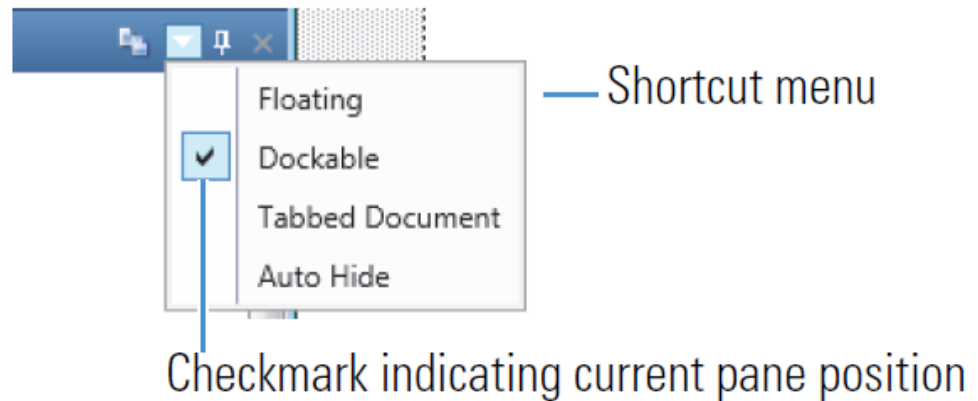 Floating
Shortcut menu
Dockable
Tabbed Document
Auto Hide
Checkmark indicating current pane position